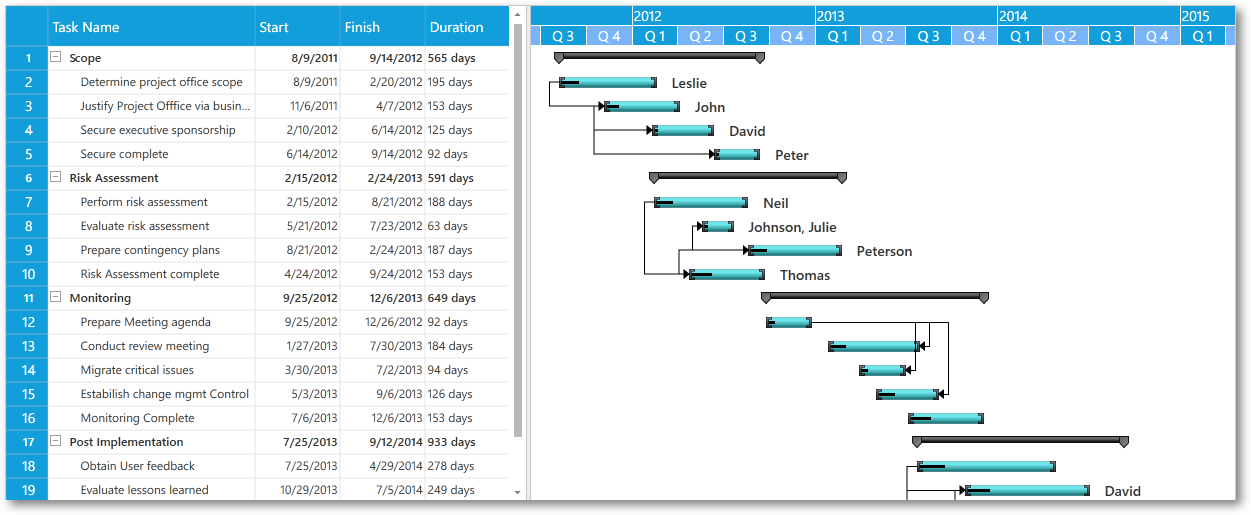 2012 2013 2014 2015
Task Name Start Finish Duration Q 3 Q 4 Q 1 Q 2 Q 3 Q 4 Q 1 Q 2 Q 3 Q 4 Q 1 Q 2 Q 3 Q 4 Q 1
1 Scope 8/9/2011 9/14/2012 565 days
2 Determine project office scope 8/9/2011 2/20/2012 195 days Leslie
3 Justify Project Offfice via busin... 11/6/2011 4/7/2012 153 days John
4 Secure executive sponsorship 2/10/2012 6/14/2012 125 days David
5 Secure complete 6/14/2012 9/14/2012 92 days Peter
6 Risk Assessment 2/15/2012 2/24/2013 591 days
7 Perform risk assessment 2/15/2012 8/21/2012 188 days Neil
8 Evaluate risk assessment 5/21/2012 7/23/2012 63 days Johnson, Julie
9 Prepare contingency plans 8/21/2012 2/24/2013 187 days Peterson
10 Risk Assessment complete 4/24/2012 9/24/2012 153 days Thomas
11 Monitoring 9/25/2012 12/6/2013 649 days
12 Prepare Meeting agenda 9/25/2012 12/26/2012 92 days
13 Conduct review meeting 1/27/2013 7/30/2013 184 days
14 Migrate critical issues 3/30/2013 7/2/2013 94 days
15 Estabilish change mgmt Control 5/3/2013 9/6/2013 126 days
16 Monitoring Complete 7/6/2013 12/6/2013 153 days
17 Post Implementation 7/25/2013 9/12/2014 933 days
18 Obtain User feedback 7/25/2013 4/29/2014 278 days
19 Evaluate lessons learned 10/29/2013 7/5/2014 249 days David